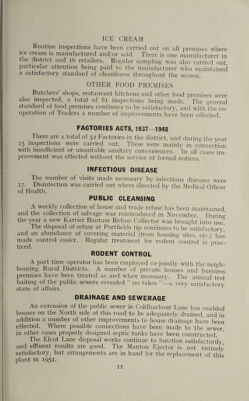 ICE CREAM
Routine inspections have been carried out on all premises where
ice cream is manufactured and/or sold. There is one manufacturer in
the district and 16 retailers. Regular sampling was also carried out,
particular attention being paid to the manufacturer who maintained
a satisfactory standard of cleanliness throughout the season.
OTHER FOOD PREMISES
Butchers' shops, restaurant kitchens and other food premises were
also inspected, a total of 81 inspections being made. The general
standard of food premises continues to be satisfactory, and with the co-
operation of Traders a number of improvements have been effected.
FACTORIES ACTS, 1937—1948
There are a total of 52 Factories in the district, and during the year
15 inspections were carried out. These were mainly in connection
with insufficient or unsuitable sanitary conveniences. In all cases im-
provement was effected without the service of formal notices.
INFECTIOUS DISEASE
The number of visits made necessary by infectious diseases were
17. Disinfection was carried out where directed by the Medical Officer
of Health.
PUBLIC CLEANSING
A weekly collection of house and trade refuse has been maintained,
and the collection of salvage was reintroduced in November. During
the year a new Karrier Bantam Refuse Collector was brought into use.
The disposal of refuse at Portfields tip continues to be satisfactory,
and an abundance of covering material (from housing sites, etc.) has
made control easier. Regular treatment for rodent control is prac-
ticed.
RODENT CONTROL
A part time operator has been employed co-jointly with the neigh-
bouring Rural Districts. A number of private houses and business
premises have been treated as and when necessary. The annual test
baiting of the public sewers revealed "no takes"—a very satisfactory
state of affairs.
DRAINAGE AND SEWERAGE
An extension of the public sewer in Coldharbour Lane has enabled
houses on the North side of this road to be adequately drained, and in
addition a number of other improvements to house drainage have been
effected. Where possible connections have been made to the sewer,
in other cases properly designed septic tanks have been constructed.
The Elcot Lane disposal works continue to function satisfactorily,
and effluent results are good. The Manton Ejector is not entirely
satisfactory, but arrangements are in hand for the replacement of this
plant in 1951.
11